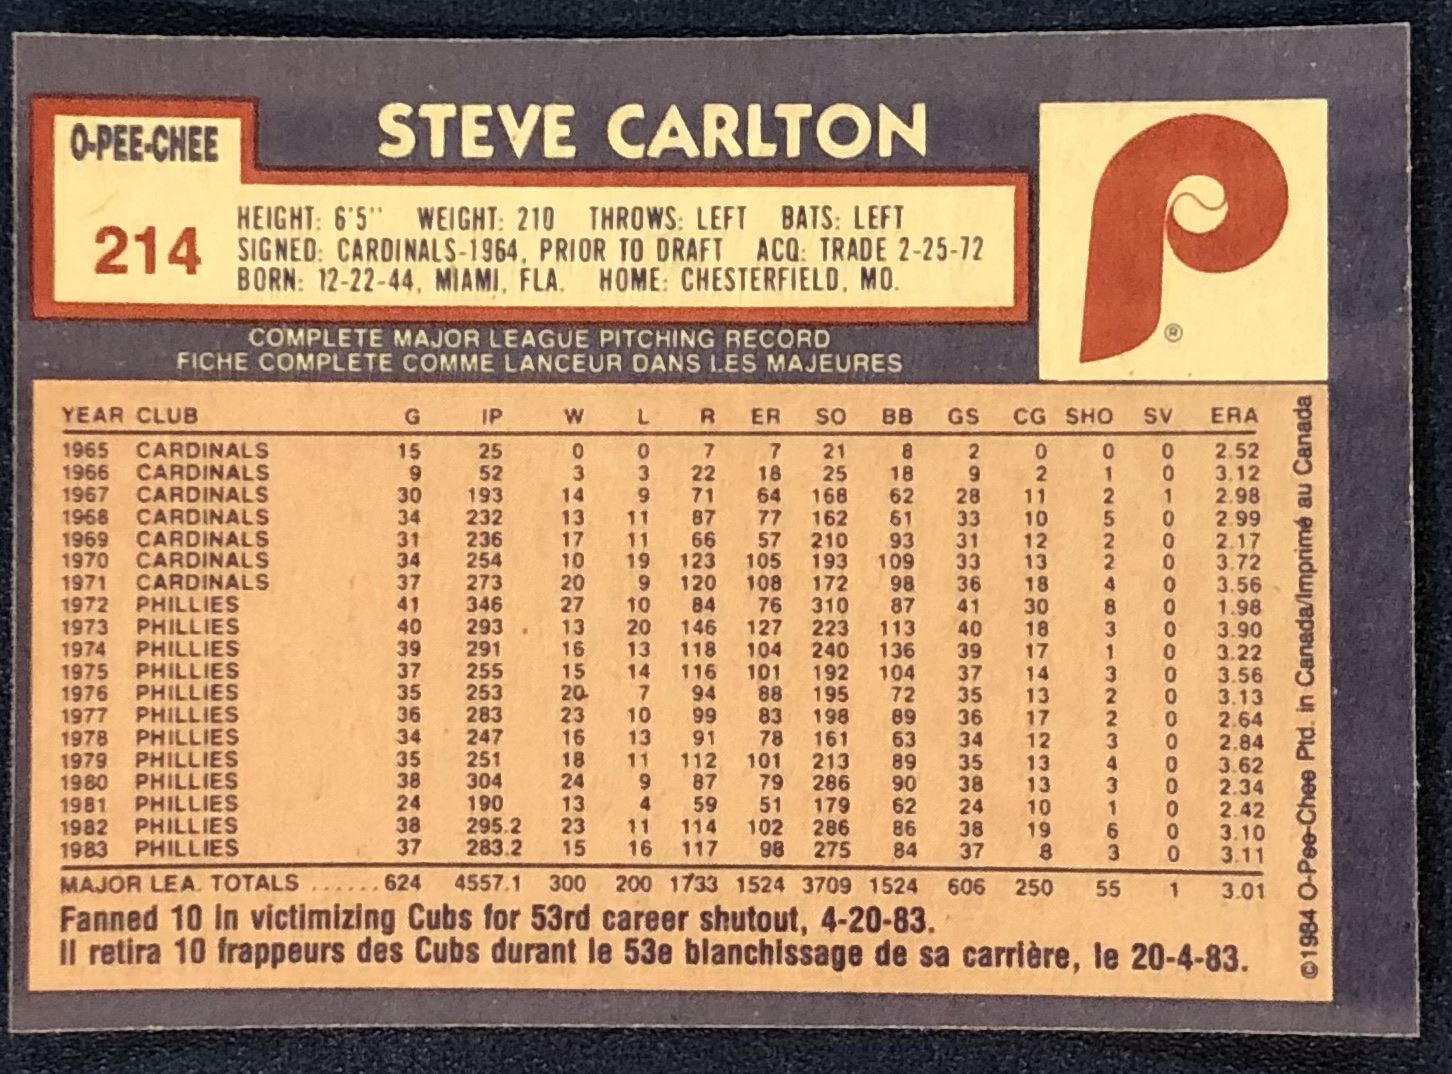 O-PEE-CHEE
STEVE CARLTON
214
HEIGHT: 6'5" WEIGHT: 210 THROWS: LEFT BATS: LEFT
SIGNED: CARDINALS-1964, PRIOR TO DRAFT ACQ: TRADE 2-25-72
BORN: 12-22-44, MIAMI, FLA. HOME: CHESTERFIELD, MO.
®
COMPLETE MAJOR LEAGUE PITCHING RECORD
FICHE COMPLETE COMME LANCEUR DANS LES MAJEURES
YEAR CLUB G IP W L R ER SO BB GS CG SHO SV ERA
1965 CARDINALS 15 25 0 0 7 7 21 8 2 0 0 0 2.52
1966 CARDINALS 9 52 3 3 22 18 25 18 9 2 1 0 3.12
1967 CARDINALS 30 193 14 9 71 64 168 62 28 11 2 1 2.98
1968 CARDINALS 34 232 13 11 87 77 162 61 33 10 5 0 2.99
1969 CARDINALS 31 236 17 11 66 57 210 93 31 12 2 0 2.17
1970 CARDINALS 34 254 10 19 123 105 193 109 33 13 2 0 3.72
1971 CARDINALS 37 273 20 9 120 108 172 98 36 18 4 0 3.56
1972 PHILLIES 41 346 27 10 84 76 310 87 41 30 8 0 1.98
1973 PHILLIES 40 293 13 20 146 127 223 113 40 18 3 0 3.90
1974 PHILLIES 39 291 16 13 118 104 240 136 39 17 1 0 3.22
1975 PHILLIES 37 255 15 14 116 101 192 104 37 14 3 0 3.56
1976 PHILLIES 35 253 20 7 94 88 195 72 35 13 2 0 3.13
1977 PHILLIES 36 283 23 10 99 83 198 89 36 17 2 0 2.64
1978 PHILLIES 34 247 16 13 91 78 161 63 34 12 3 0 2.84
1979 PHILLIES 35 251 18 11 112 101 213 89 35 13 4 0 3.62
1980 PHILLIES 38 304 24 9 87 79 286 90 38 13 3 0 2.34
1981 PHILLIES 24 190 13 4 59 51 179 62 24 10 1 0 2.42
1982 PHILLIES 38 295.2 23 11 114 102 286 86 38 19 6 0 3.10
1983 PHILLIES 37 283.2 15 16 117 98 275 84 37 8 3 0 3.11
MAJOR LEA. TOTALS ......624 4557.1 300 200 1733 1524 3709 1524 606 250 55 1 3.01
Fanned 10 in victimizing Cubs for 53rd career shutout, 4-20-83.
Il retira 10 frappeurs des Cubs durant le 53e blanchissage de sa carrière, le 20-4-83.
©1984 O-Pee-Chee Ptd. in Canada/Imprimé au Canada